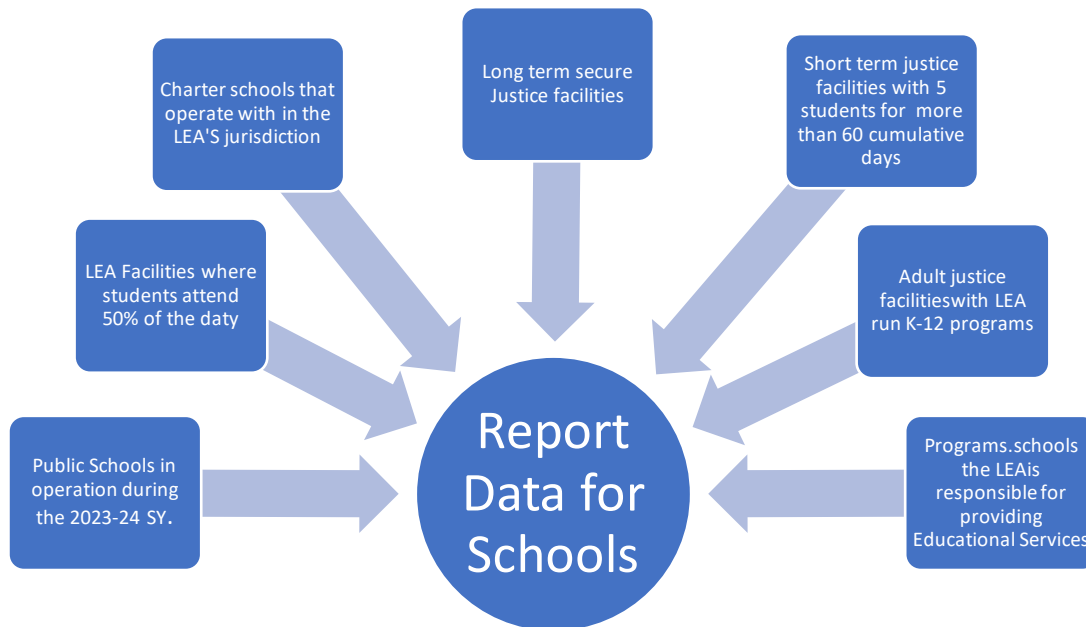 Charter schools that
operate with in the
LEA'S jurisdiction
Long term secure
Justice facilities
Short term justice
facilities with 5
students for  more
than 60 cumulative
days
LEA Facilities where
students attend
50% of the daty
Adult justice
facilitieswith LEA
run K-12 programs
Public Schools in
operation during
the 2023-24 SY.
Report
Data for
Schools
Programs.schools
the LEAis
responsible for
providing
Educational Services